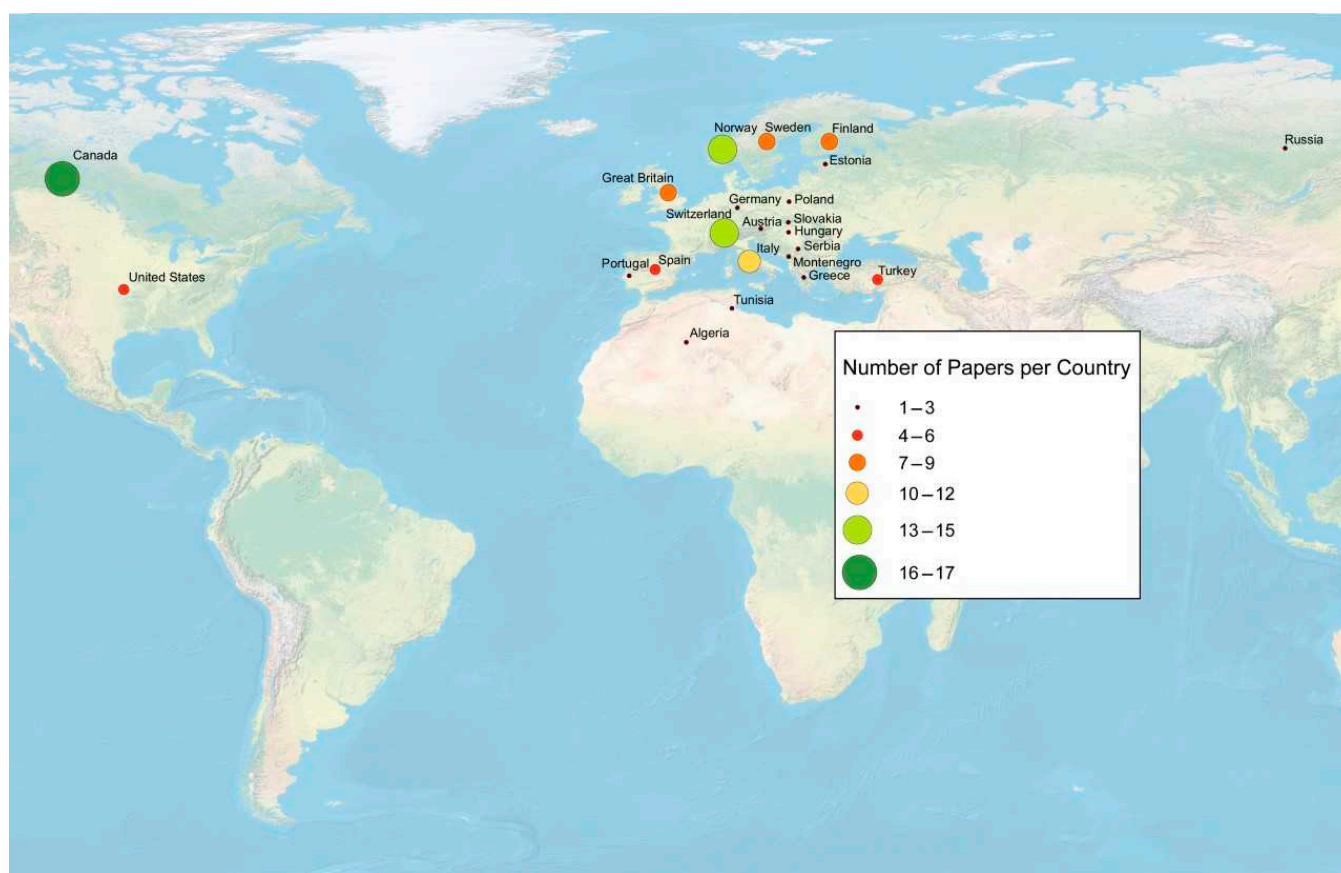 Norway
Sweden
Finland
Russia
Canada
Estonia
Great Britain
Germany
Poland
Switzerland
Austria
Slovakia
Hungary
Italy
Serbia
Montenegro
Portugal
Spain
Greece
Turkey
United States
Tunisia
Algeria
Number of Papers per Country
1–3
4–6
7–9
10–12
13–15
16–17